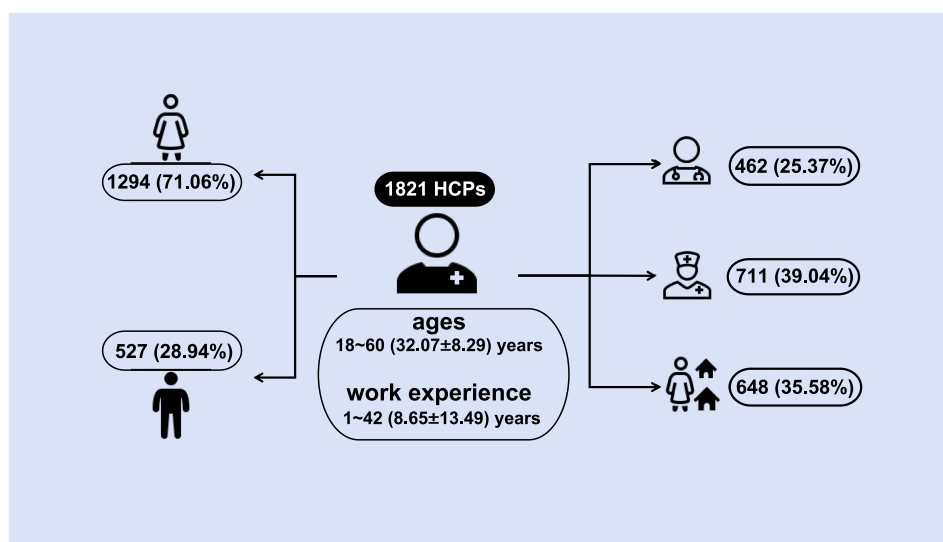 1294 (71.06%)
527 (28.94%)
1821 HCPs
ages
18~60 (32.07±8.29) years
work experience
1~42 (8.65±13.49) years
462 (25.37%)
711 (39.04%)
648 (35.58%)